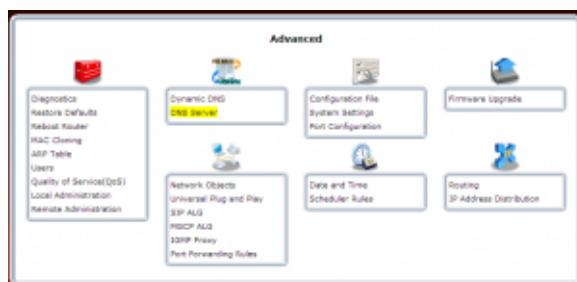 Advanced
Diagnostics
Restore Defaults
Reboot Router
MAC Cloning
ARP Table
Users
Quality of Service(QoS)
Local Administration
Remote Administration
Dynamic DNS
DNS Server
Network Objects
Universal Plug and Play
SIP ALG
MGCP ALG
IGMP Proxy
Port Forwarding Rules
Configuration File
System Settings
Port Configuration
Date and Time
Scheduler Rules
Firmware Upgrade
Routing
IP Address Distribution